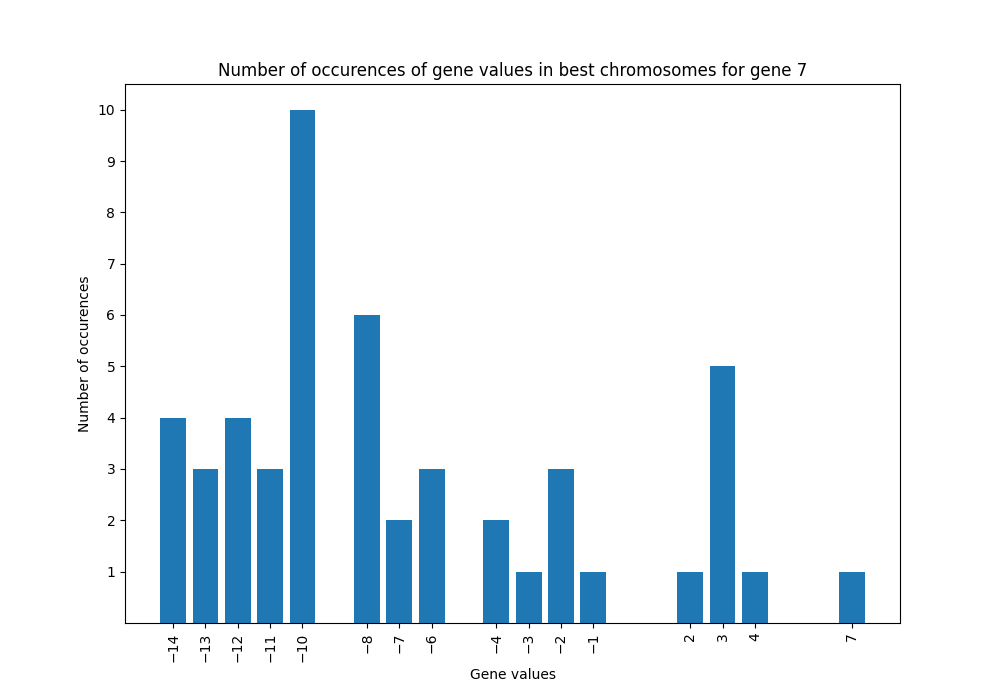 Number of occurences of gene values in best chromosomes for gene 7
10
9
8
7
6
5
4
3
2
1
Number of occurences
−14 −13 −12 −11 −10 −8 −7 −6 −4 −3 −2 −1 2 3 4 7
Gene values